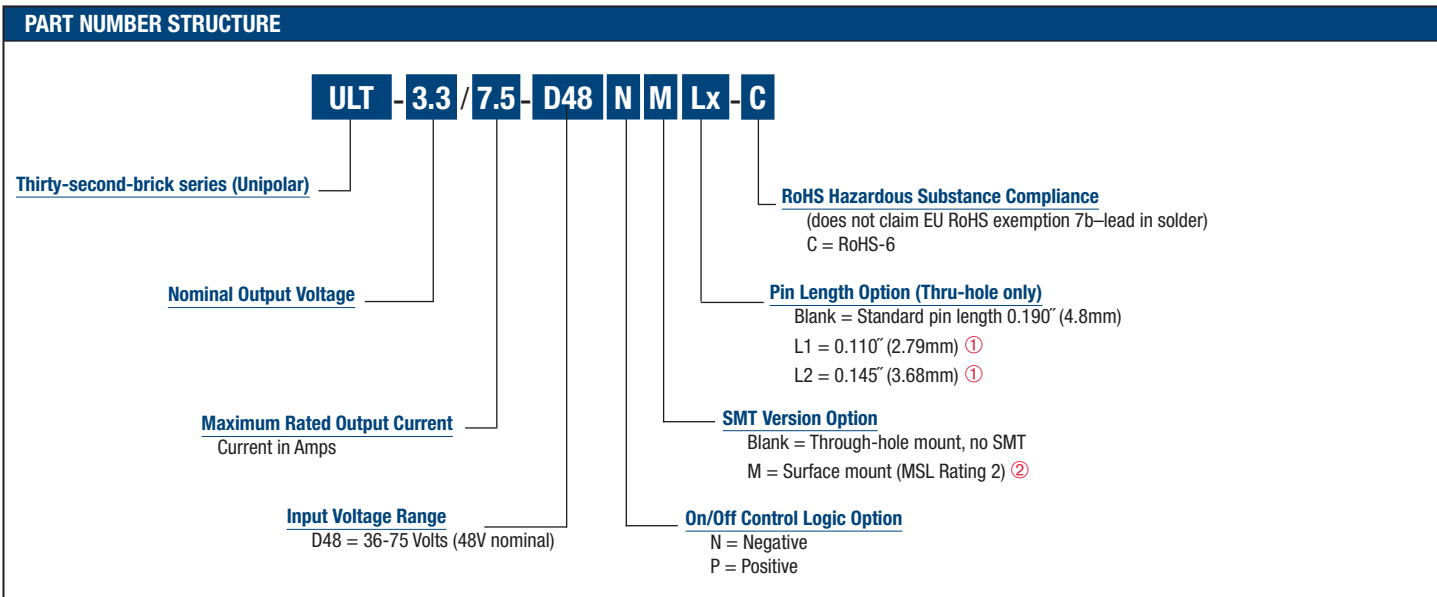 PART NUMBER STRUCTURE
ULT - 3.3 / 7.5 - D48 N M Lx - C
Thirty-second-brick series (Unipolar)
RoHS Hazardous Substance Compliance
(does not claim EU RoHS exemption 7b–lead in solder)
C = RoHS-6
Nominal Output Voltage
Pin Length Option (Thru-hole only)
Blank = Standard pin length 0.190˝ (4.8mm)
L1 = 0.110˝ (2.79mm) ①
L2 = 0.145˝ (3.68mm) ①
Maximum Rated Output Current
Current in Amps
SMT Version Option
Blank = Through-hole mount, no SMT
M = Surface mount (MSL Rating 2) ②
Input Voltage Range
D48 = 36-75 Volts (48V nominal)
On/Off Control Logic Option
N = Negative
P = Positive